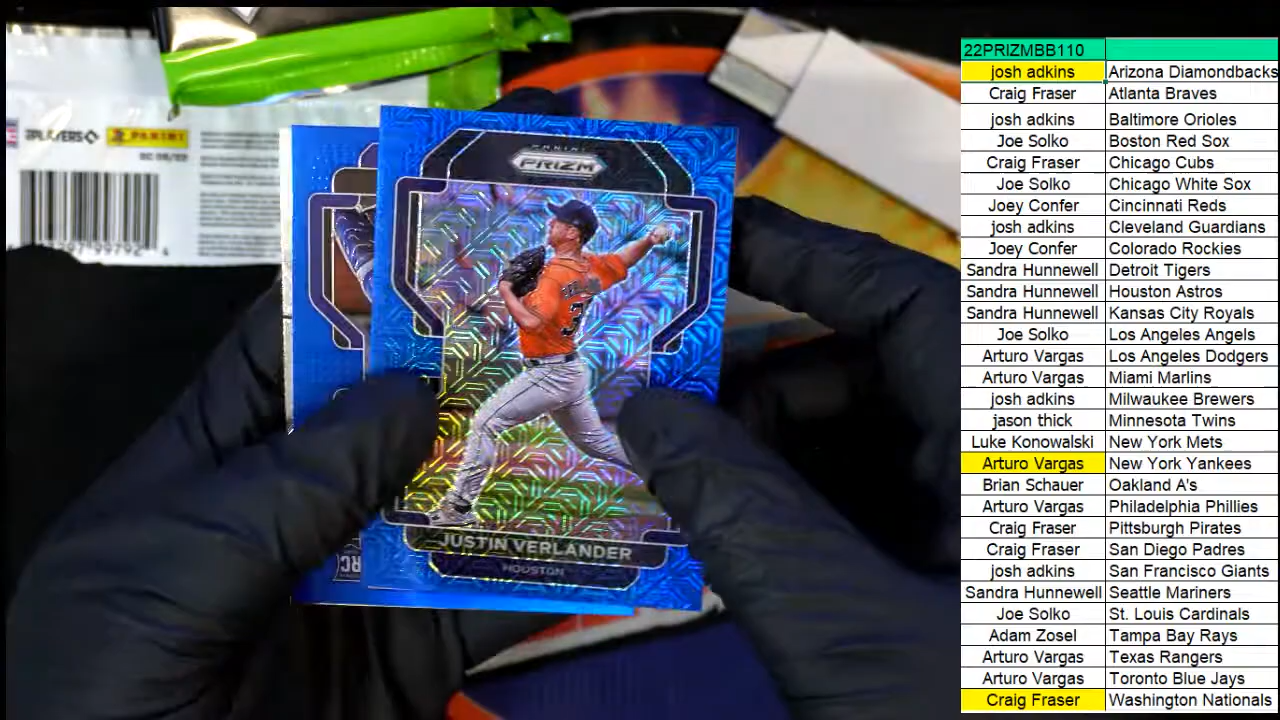 PLAYERS
PANINI
PANINI
PRIZM
JUSTIN VERLANDER
HOUSTON
RC
22PRIZMBB110
josh adkins Arizona Diamondbacks
Craig Fraser Atlanta Braves
josh adkins Baltimore Orioles
Joe Solko Boston Red Sox
Craig Fraser Chicago Cubs
Joe Solko Chicago White Sox
Joey Confer Cincinnati Reds
josh adkins Cleveland Guardians
Joey Confer Colorado Rockies
Sandra Hunnewell Detroit Tigers
Sandra Hunnewell Houston Astros
Sandra Hunnewell Kansas City Royals
Joe Solko Los Angeles Angels
Arturo Vargas Los Angeles Dodgers
Arturo Vargas Miami Marlins
josh adkins Milwaukee Brewers
jason thick Minnesota Twins
Luke Konowalski New York Mets
Arturo Vargas New York Yankees
Brian Schauer Oakland A's
Arturo Vargas Philadelphia Phillies
Craig Fraser Pittsburgh Pirates
Craig Fraser San Diego Padres
josh adkins San Francisco Giants
Sandra Hunnewell Seattle Mariners
Joe Solko St. Louis Cardinals
Adam Zosel Tampa Bay Rays
Arturo Vargas Texas Rangers
Arturo Vargas Toronto Blue Jays
Craig Fraser Washington Nationals